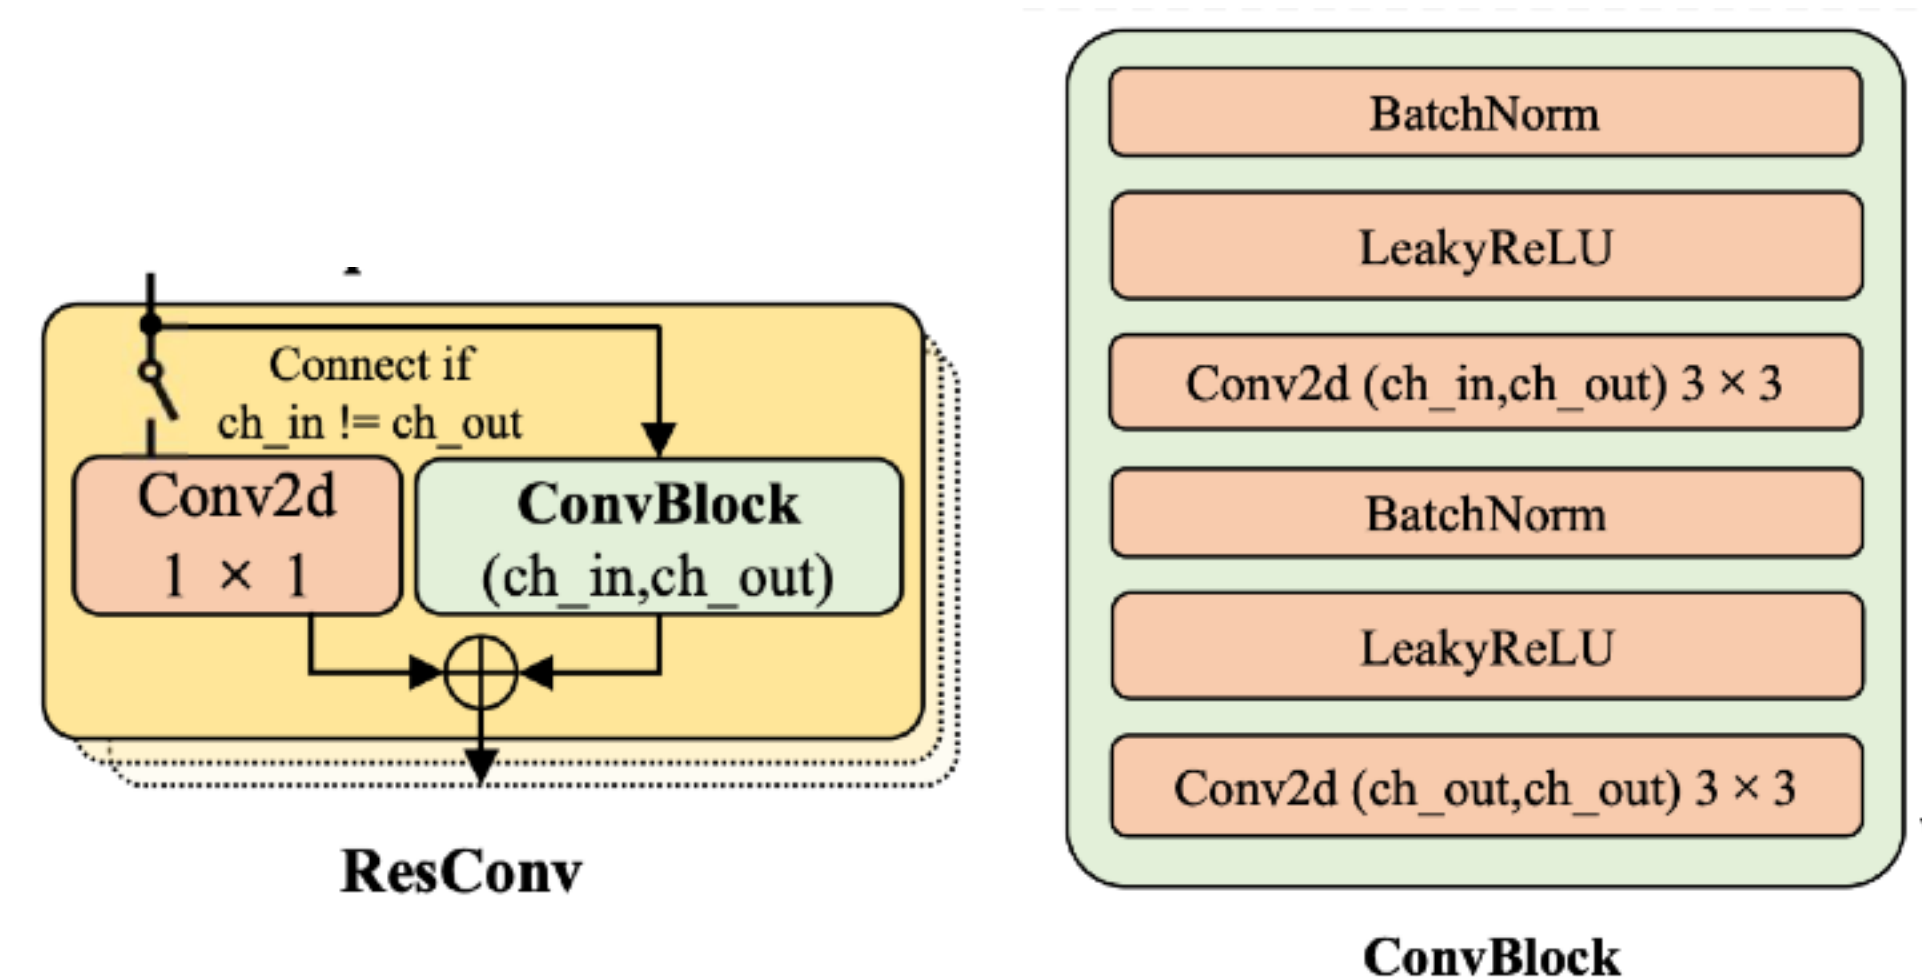 Connect if
ch_in != ch_out
Conv2d
1 × 1
ConvBlock
(ch_in,ch_out)
ResConv
BatchNorm
LeakyReLU
Conv2d (ch_in,ch_out) 3 × 3
BatchNorm
LeakyReLU
Conv2d (ch_out,ch_out) 3 × 3
ConvBlock